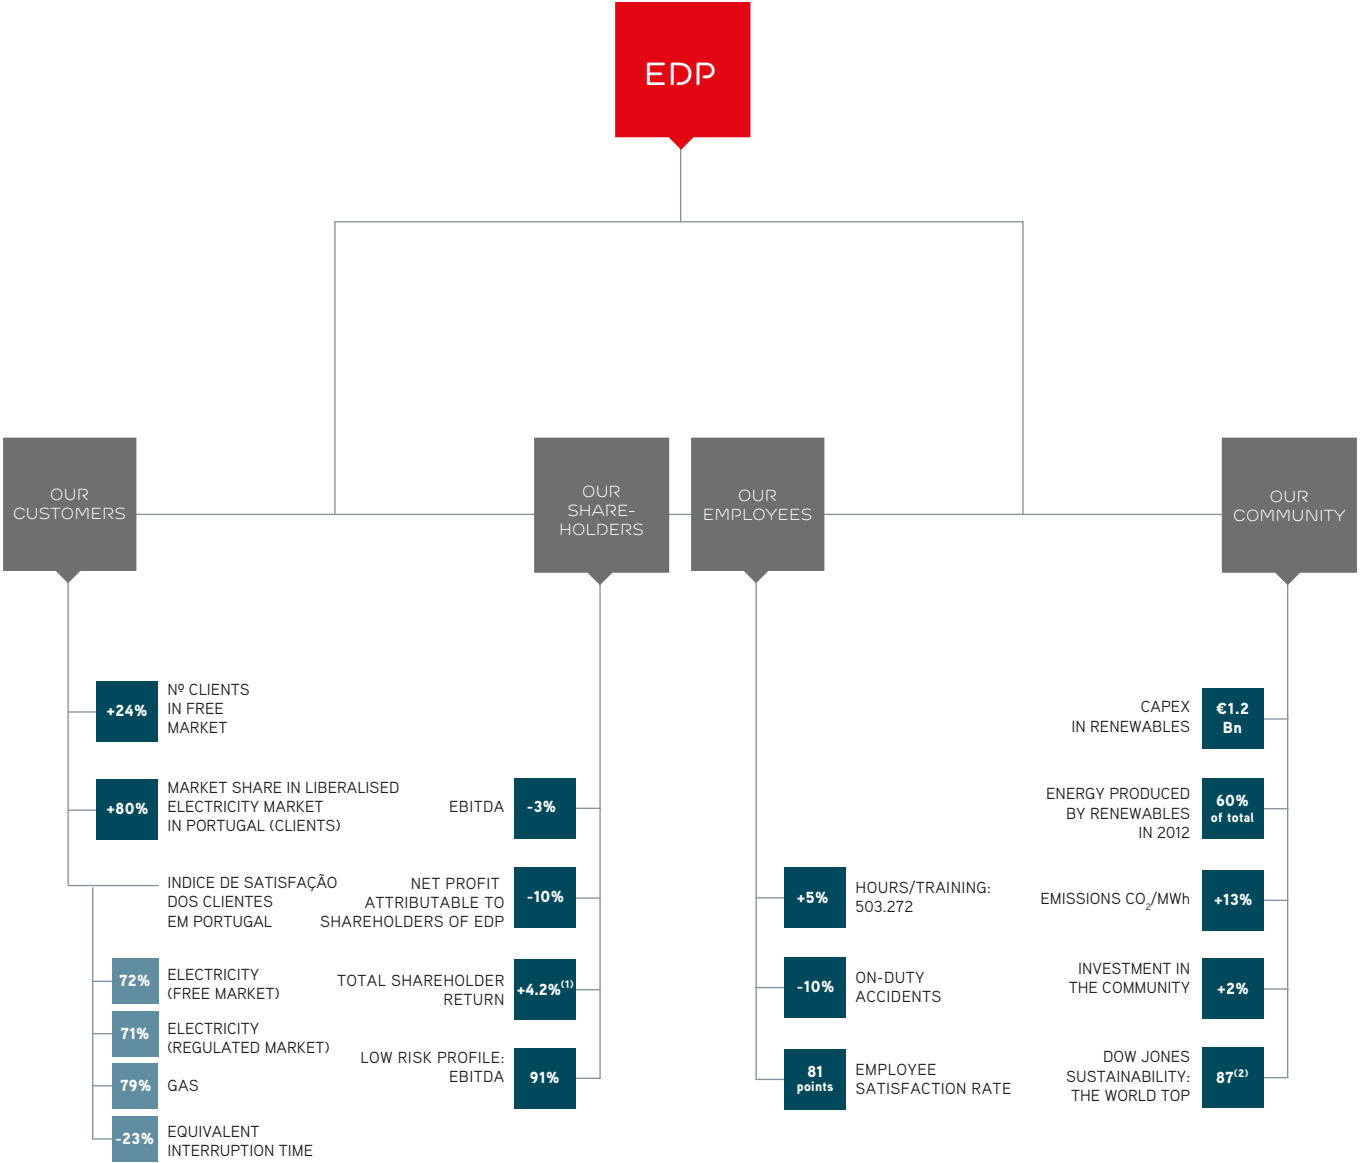 EDP
OUR
CUSTOMERS
+24%
Nº CLIENTS
IN FREE
MARKET
+80%
MARKET SHARE IN LIBERALISED
ELECTRICITY MARKET
IN PORTUGAL (CLIENTS)
INDICE DE SATISFAÇÃO
DOS CLIENTES
EM PORTUGAL
72%
ELECTRICITY
(FREE MARKET)
71%
ELECTRICITY
(REGULATED MARKET)
79%
GAS
-23%
EQUIVALENT
INTERRUPTION TIME
OUR
SHARE-
HOLDERS
EBITDA
-3%
NET PROFIT
ATTRIBUTABLE TO
SHAREHOLDERS OF EDP
-10%
TOTAL SHAREHOLDER
RETURN
+4.2%(1)
LOW RISK PROFILE:
EBITDA
91%
OUR
EMPLOYEES
+5%
HOURS/TRAINING:
503.272
-10%
ON-DUTY
ACCIDENTS
81
points
EMPLOYEE
SATISFACTION RATE
OUR
COMMUNITY
CAPEX
IN RENEWABLES
€1.2
Bn
ENERGY PRODUCED
BY RENEWABLES
IN 2012
60%
of total
EMISSIONS CO₂/MWh
+13%
INVESTMENT IN
THE COMMUNITY
+2%
DOW JONES
SUSTAINABILITY:
THE WORLD TOP
87(2)